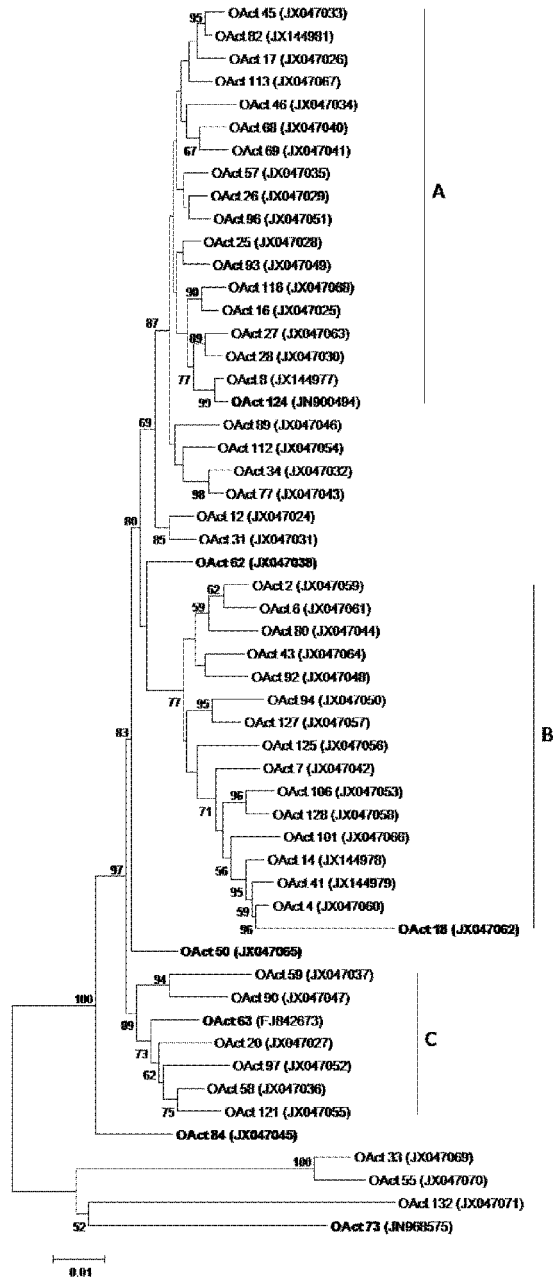 95
OAct 45 (JX047033)
OAct 82 (JX144981)
OAct 17 (JX047026)
OAct 113 (JX047067)
OAct 46 (JX047034)
OAct 68 (JX047040)
67
OAct 69 (JX047041)
OAct 57 (JX047035)
OAct 26 (JX047029)
A
OAct 96 (JX047051)
OAct 25 (JX047028)
OAct 93 (JX047049)
90
OAct 118 (JX047068)
OAct 16 (JX047025)
87
OAct 27 (JX047063)
89
OAct 28 (JX047030)
77
OAct 8 (JX144977)
99
OAct 124 (JN900494)
69
OAct 89 (JX047046)
OAct 112 (JX047054)
OAct 34 (JX047032)
98
OAct 77 (JX047043)
80
OAct 12 (JX047024)
85
OAct 31 (JX047031)
OAct 62 (JX047038)
62
OAct 2 (JX047059)
59
OAct 6 (JX047061)
OAct 80 (JX047044)
OAct 43 (JX047064)
OAct 92 (JX047048)
77
95
OAct 94 (JX047050)
OAct 127 (JX047057)
83
B
OAct 125 (JX047056)
OAct 7 (JX047042)
96
OAct 106 (JX047053)
71
OAct 128 (JX047058)
OAct 101 (JX047066)
56
OAct 14 (JX144978)
97
95
OAct 41 (JX144979)
59
OAct 4 (JX047060)
96
OAct 18 (JX047062)
OAct 50 (JX047065)
94
OAct 59 (JX047037)
100
OAct 90 (JX047047)
89
OAct 63 (FJ842673)
C
73
OAct 20 (JX047027)
62
OAct 97 (JX047052)
OAct 58 (JX047036)
75
OAct 121 (JX047055)
OAct 84 (JX047045)
100
OAct 33 (JX047069)
OAct 55 (JX047070)
OAct 132 (JX047071)
52
OAct 73 (JN968575)
0.01